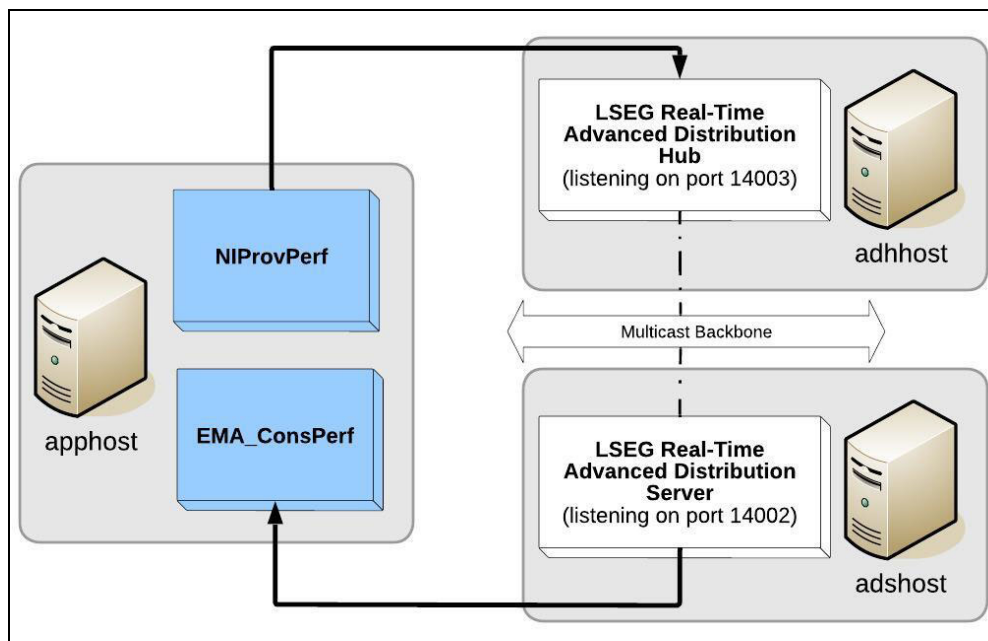 LSEG Real-Time
Advanced Distribution
Hub
(listening on port 14003)
adhhost
NIProvPerf
EMA_ConsPerf
apphost
Multicast Backbone
LSEG Real-Time
Advanced Distribution
Server
(listening on port 14002)
adshost